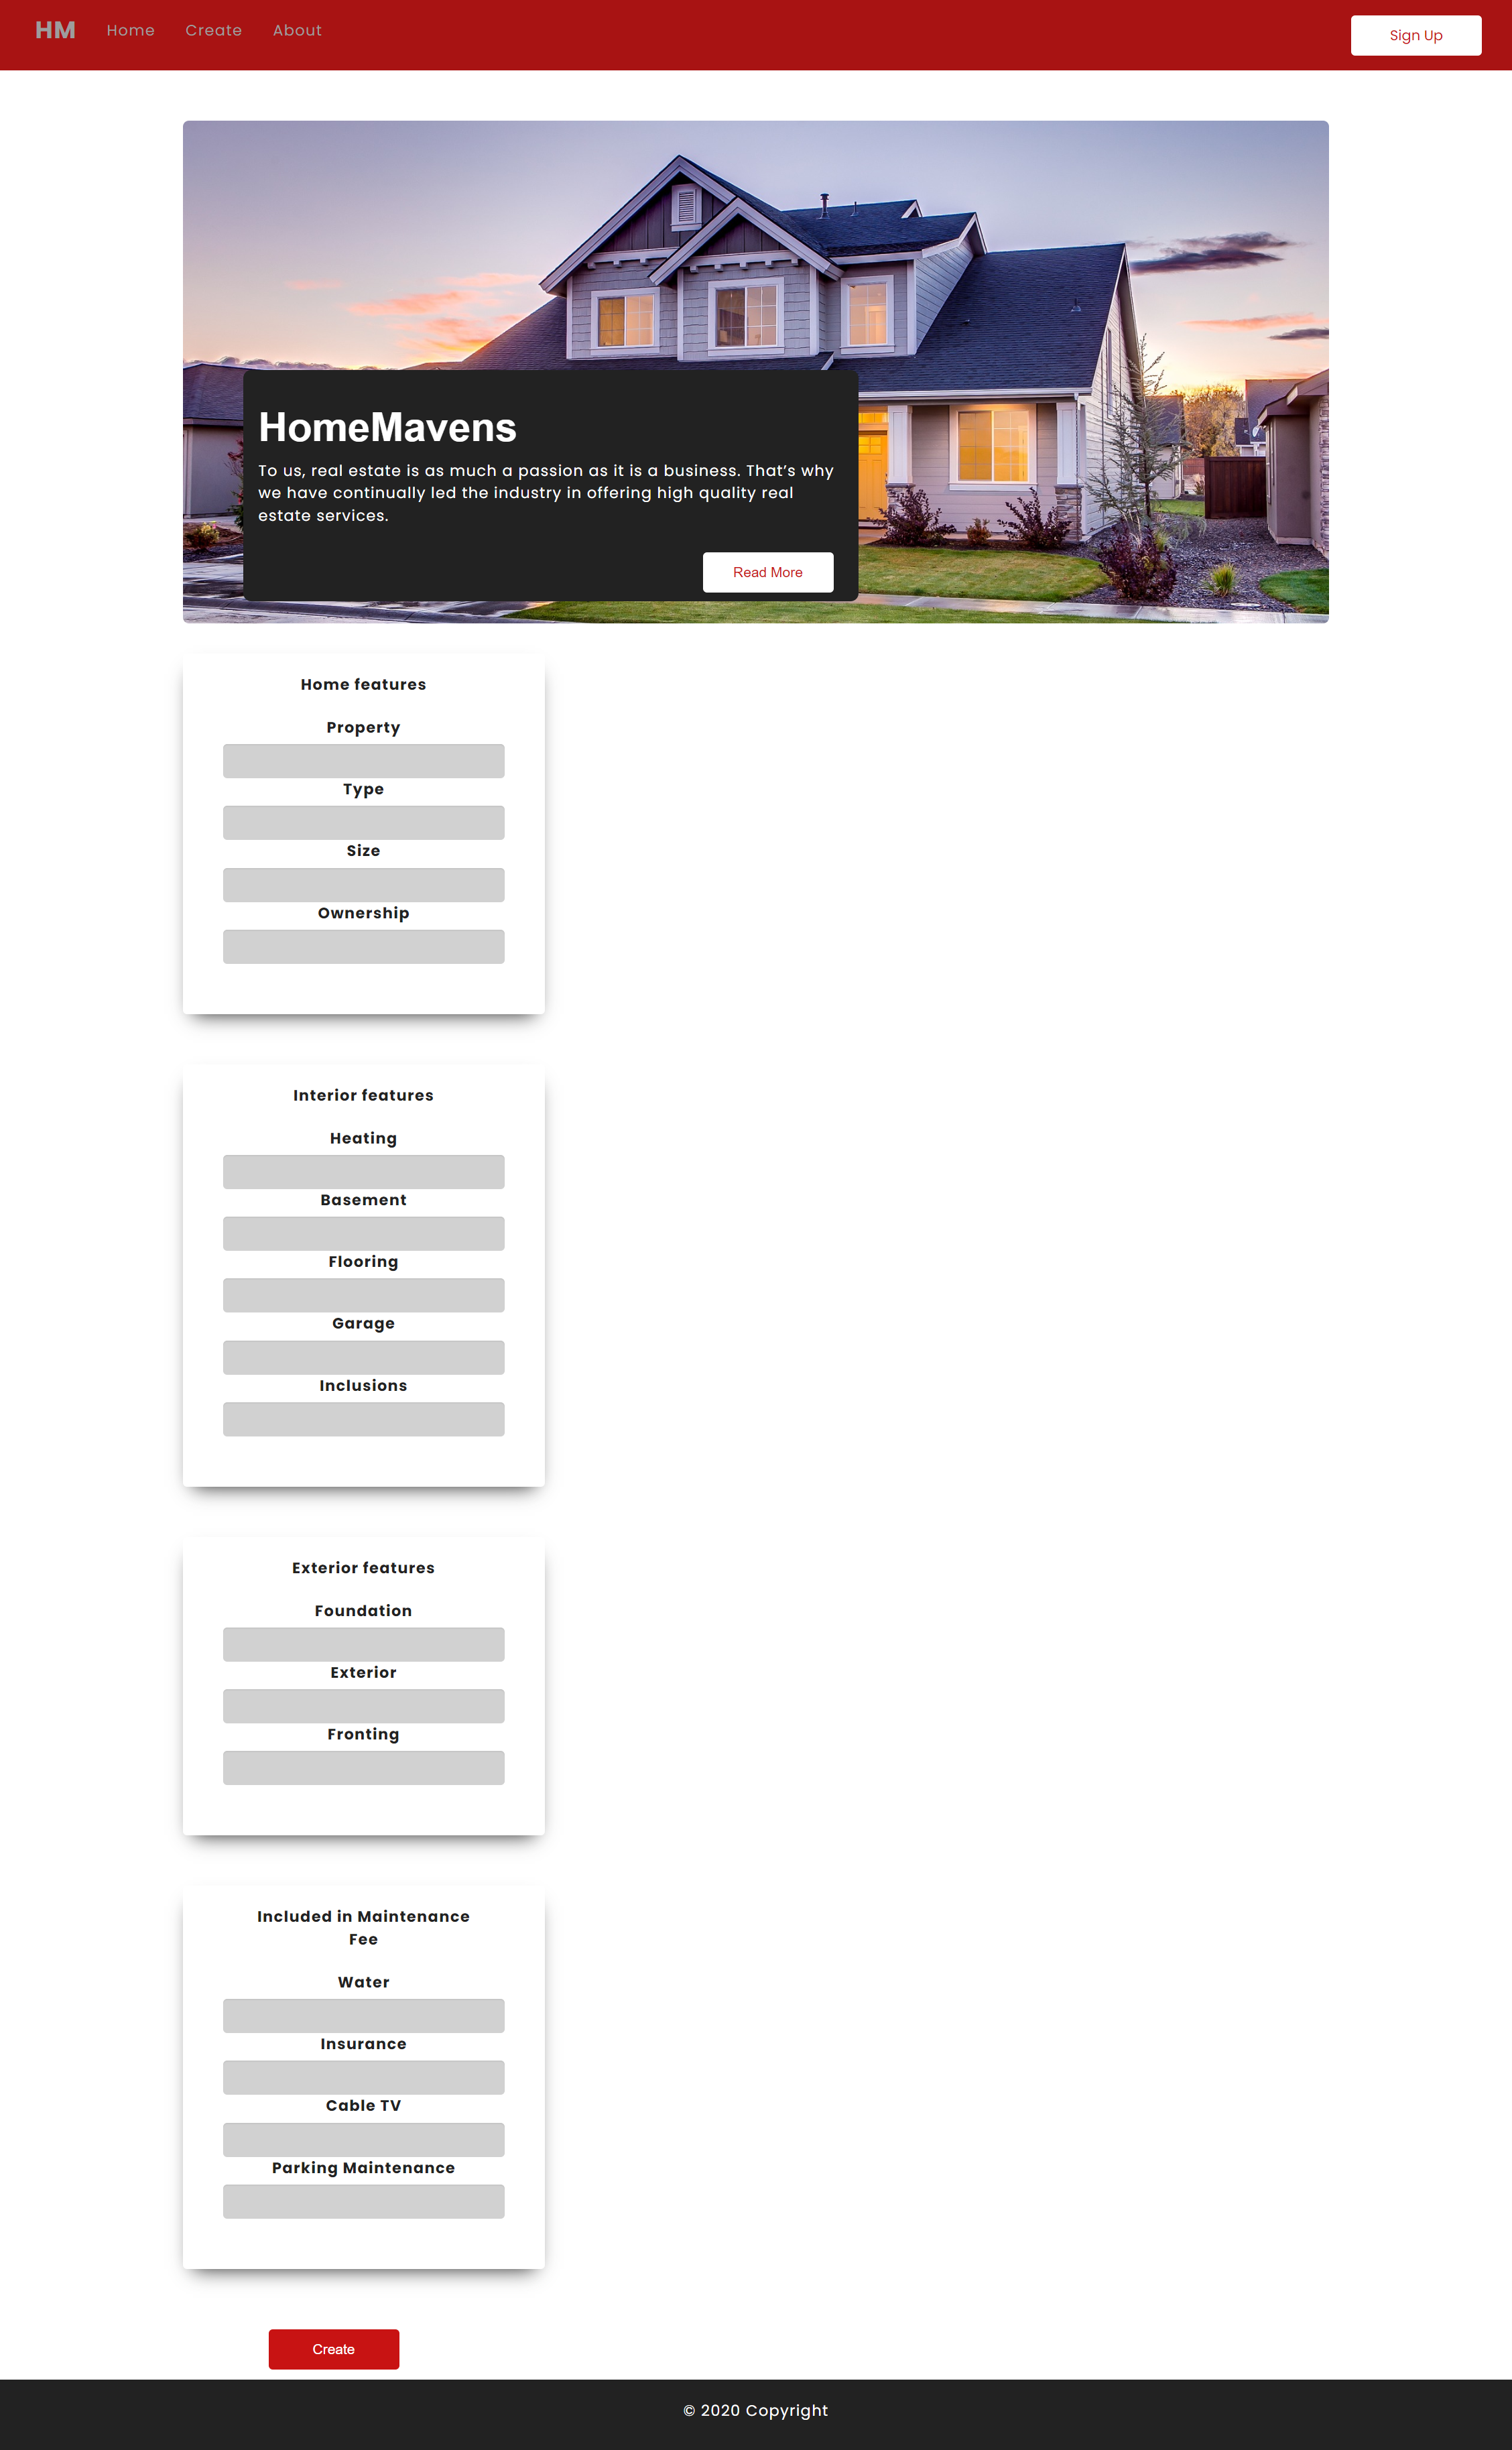 HM
Home
Create
About
Sign Up
HomeMavens
To us, real estate is as much a passion as it is a business. That’s why
we have continually led the industry in offering high quality real
estate services.
Read More
Home features
Property
Type
Size
Ownership
Interior features
Heating
Basement
Flooring
Garage
Inclusions
Exterior features
Foundation
Exterior
Fronting
Included in Maintenance
Fee
Water
Insurance
Cable TV
Parking Maintenance
Create
© 2020 Copyright